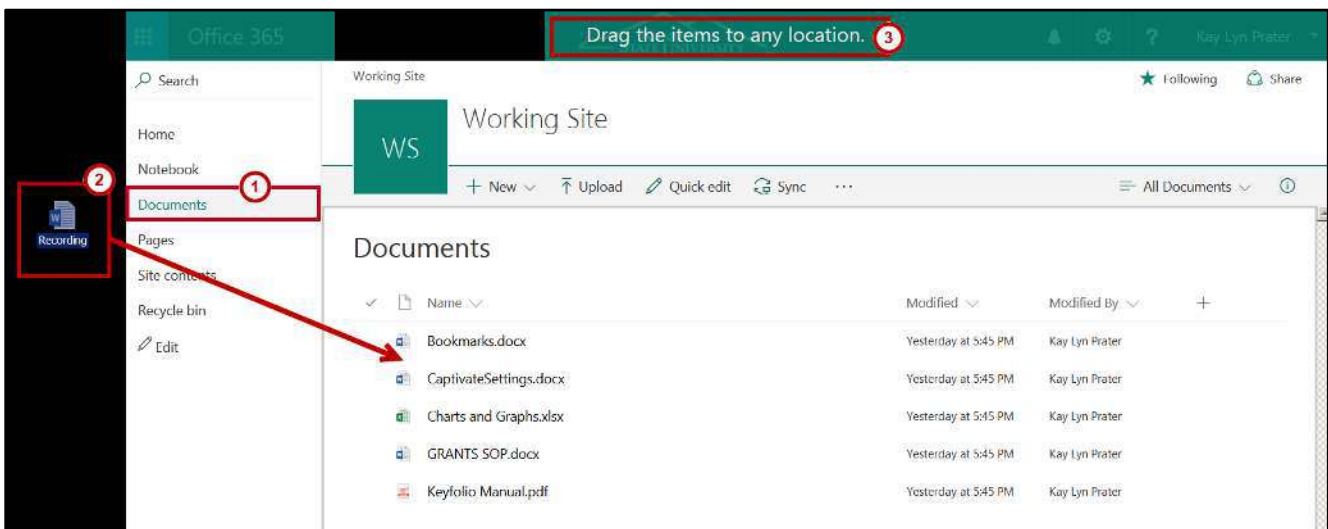 Office 365
Drag the items to any location. 3
STATE UNIVERSITY
Kay Lyn Prater
Search
Working Site
Following
Share
Home
Working Site
WS
Notebook
2
1
+ New
Upload
Quick edit
Sync
...
All Documents
Documents
Recording
Pages
Documents
Site contents
Name
Modified
Modified By
+
Recycle bin
Bookmarks.docx Yesterday at 5:45 PM Kay Lyn Prater
Edit
CaptivateSettings.docx Yesterday at 5:45 PM Kay Lyn Prater
Charts and Graphs.xlsx Yesterday at 5:45 PM Kay Lyn Prater
GRANTS SOP.docx Yesterday at 5:45 PM Kay Lyn Prater
Keyfolio Manual.pdf Yesterday at 5:45 PM Kay Lyn Prater